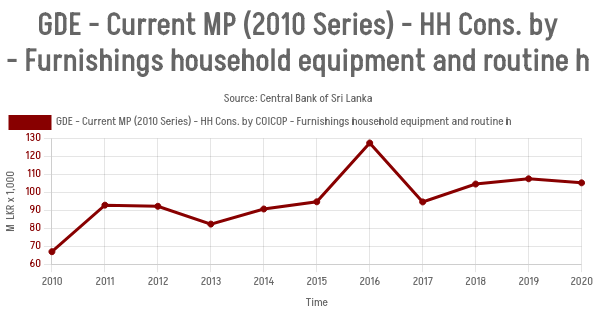 GDE - Current MP (2010 Series) - HH Cons. by
- Furnishings household equipment and routine h
Source: Central Bank of Sri Lanka
GDE - Current MP (2010 Series) - HH Cons. by COICOP - Furnishings household equipment and routine h
130
120
110
100
90
80
70
60
M LKR x 1,000
2010 2011 2012 2013 2014 2015 2016 2017 2018 2019 2020
Time